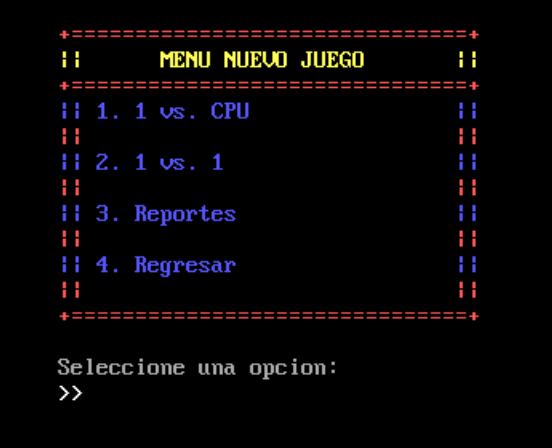 +===============================+
||      MENU NUEVO JUEGO       ||
+===============================+
|| 1. 1 vs. CPU                ||
||                             ||
|| 2. 1 vs. 1                  ||
||                             ||
|| 3. Reportes                 ||
||                             ||
|| 4. Regresar                 ||
||                             ||
+===============================+
Seleccione una opcion:
>>